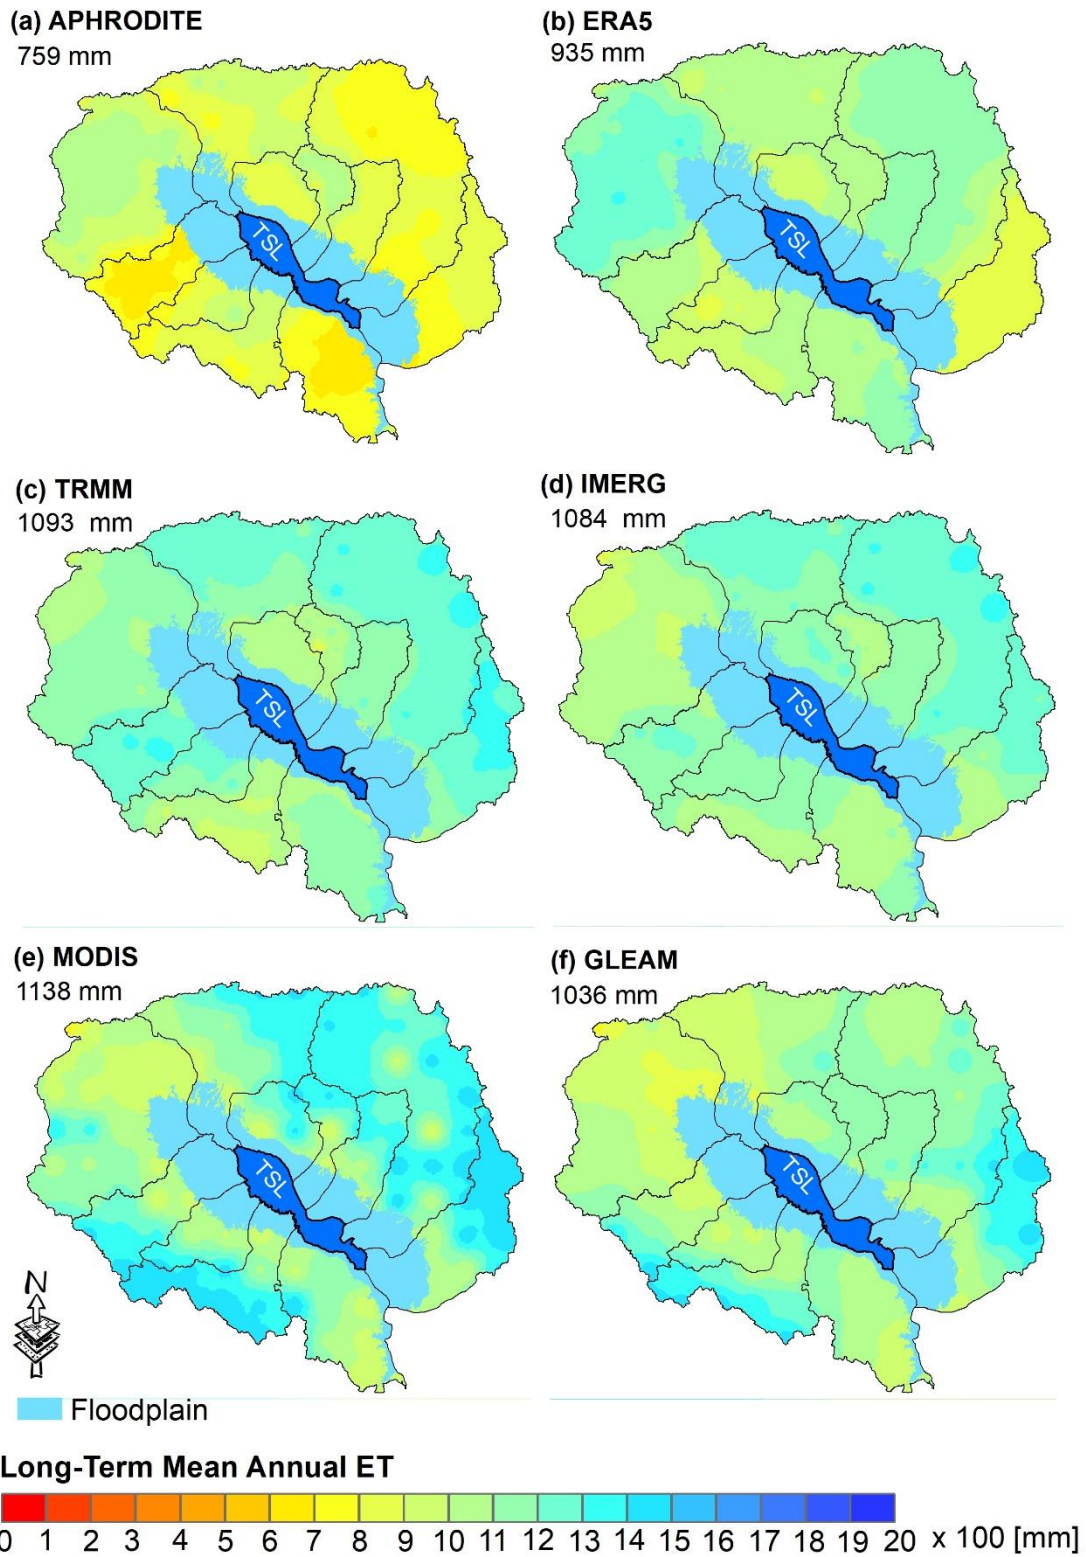 (a) APHRODITE
759 mm
TSL
(b) ERA5
935 mm
TSL
(c) TRMM
1093 mm
TSL
(d) IMERG
1084 mm
TSL
(e) MODIS
1138 mm
TSL
(f) GLEAM
1036 mm
TSL
N
Floodplain
Long-Term Mean Annual ET
0 1 2 3 4 5 6 7 8 9 10 11 12 13 14 15 16 17 18 19 20 x 100 [mm]